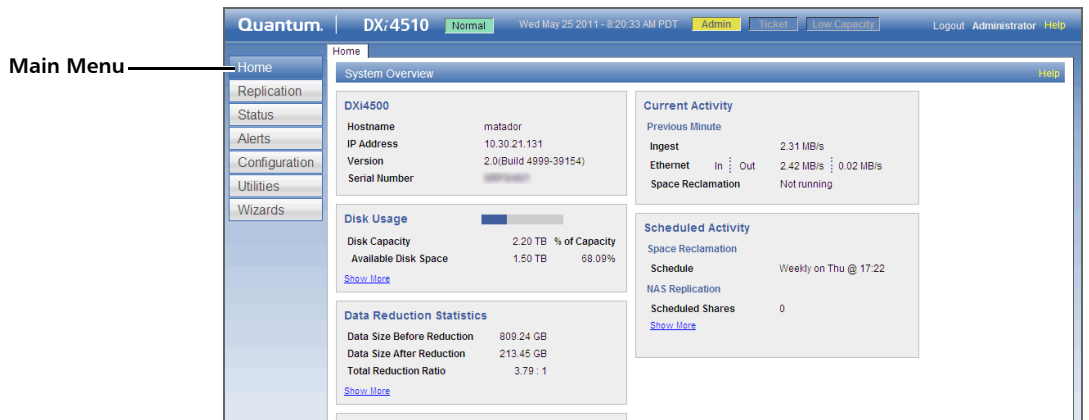 Quantum. DXi4510 Normal Wed May 25 2011 - 8:20:33 AM PDT Admin Ticket Low Capacity Logout Administrator Help
Main Menu
Home
Replication
Status
Alerts
Configuration
Utilities
Wizards
Home
System Overview Help
DXi4500
Hostname matador
IP Address 10.30.21.131
Version 2.0(Build 4999-39154)
Serial Number
Disk Usage
Disk Capacity 2.20 TB % of Capacity
Available Disk Space 1.50 TB 68.09%
Show More
Data Reduction Statistics
Data Size Before Reduction 809.24 GB
Data Size After Reduction 213.45 GB
Total Reduction Ratio 3.79 : 1
Show More
Current Activity
Previous Minute
Ingest 2.31 MB/s
Ethernet In Out 2.42 MB/s 0.02 MB/s
Space Reclamation Not running
Scheduled Activity
Space Reclamation
Schedule Weekly on Thu @ 17:22
NAS Replication
Scheduled Shares 0
Show More